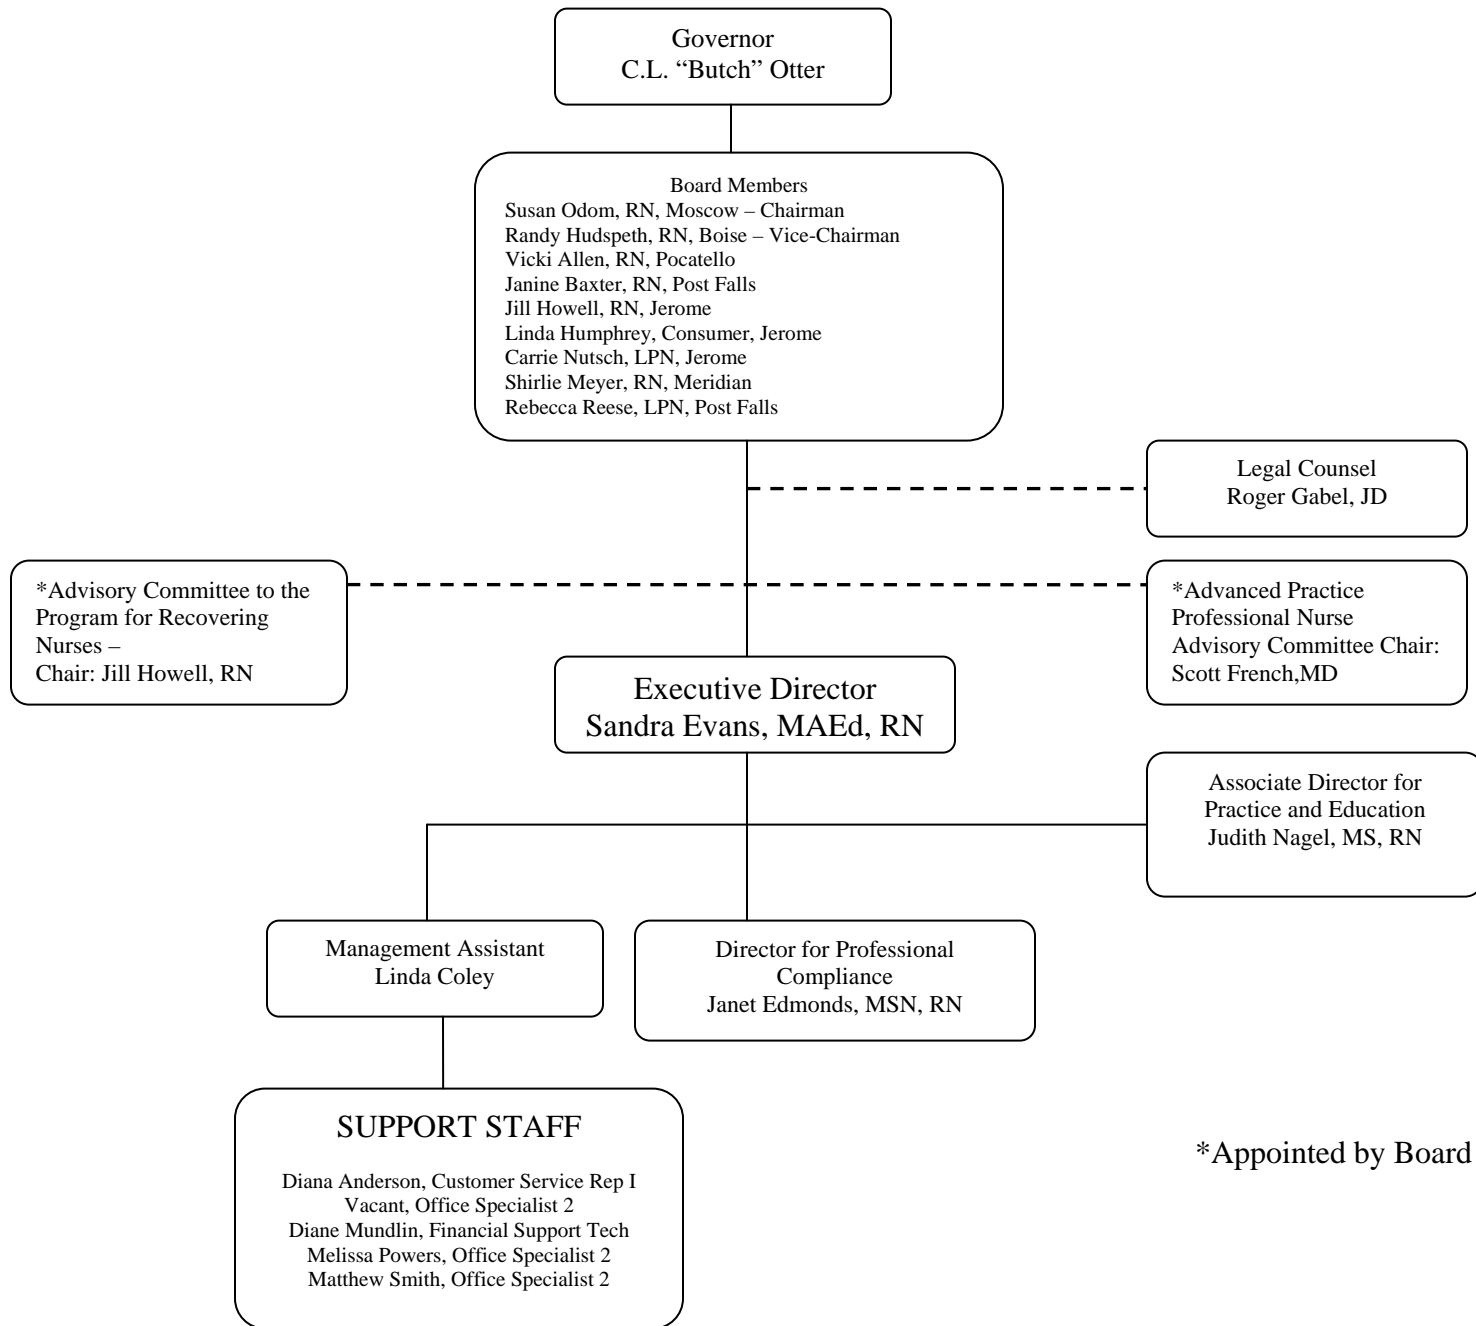 Governor
C.L. “Butch” Otter
Board Members
Susan Odom, RN, Moscow – Chairman
Randy Hudspeth, RN, Boise – Vice-Chairman
Vicki Allen, RN, Pocatello
Janine Baxter, RN, Post Falls
Jill Howell, RN, Jerome
Linda Humphrey, Consumer, Jerome
Carrie Nutsch, LPN, Jerome
Shirlie Meyer, RN, Meridian
Rebecca Reese, LPN, Post Falls
Legal Counsel
Roger Gabel, JD
*Advisory Committee to the
Program for Recovering
Nurses –
Chair: Jill Howell, RN
*Advanced Practice
Professional Nurse
Advisory Committee Chair:
Scott French,MD
Executive Director
Sandra Evans, MAEd, RN
Associate Director for
Practice and Education
Judith Nagel, MS, RN
Management Assistant
Linda Coley
Director for Professional
Compliance
Janet Edmonds, MSN, RN
SUPPORT STAFF
Diana Anderson, Customer Service Rep I
Vacant, Office Specialist 2
Diane Mundlin, Financial Support Tech
Melissa Powers, Office Specialist 2
Matthew Smith, Office Specialist 2
*Appointed by Board